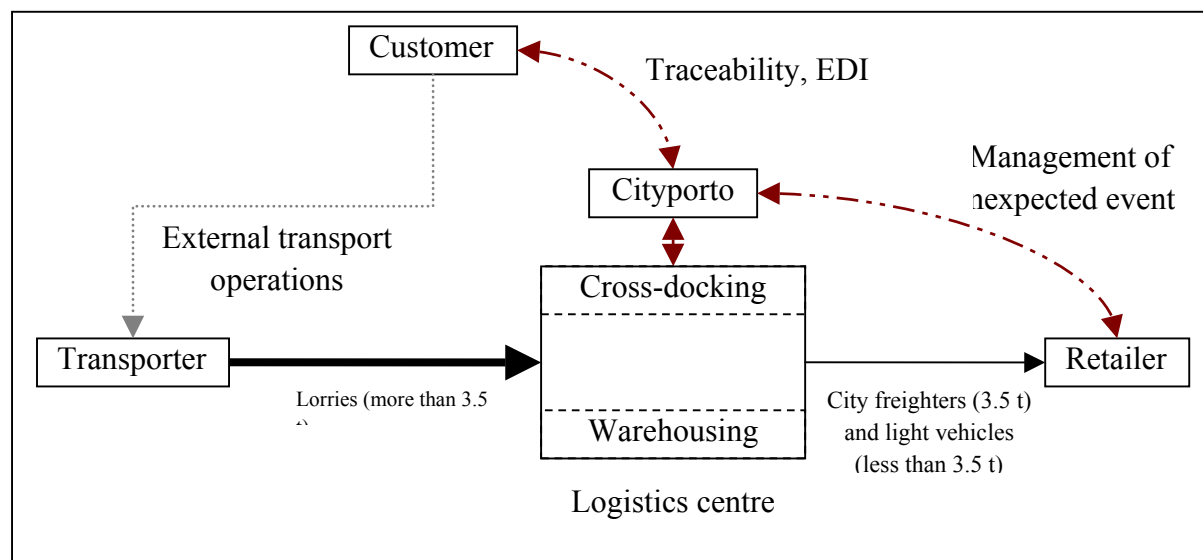 Customer
Traceability, EDI
Management of
nexpected event
Cityporto
External transport
operations
Cross-docking
Transporter
Retailer
Lorries (more than 3.5
City freighters (3.5 t)
and light vehicles
(less than 3.5 t)
Warehousing
Logistics centre